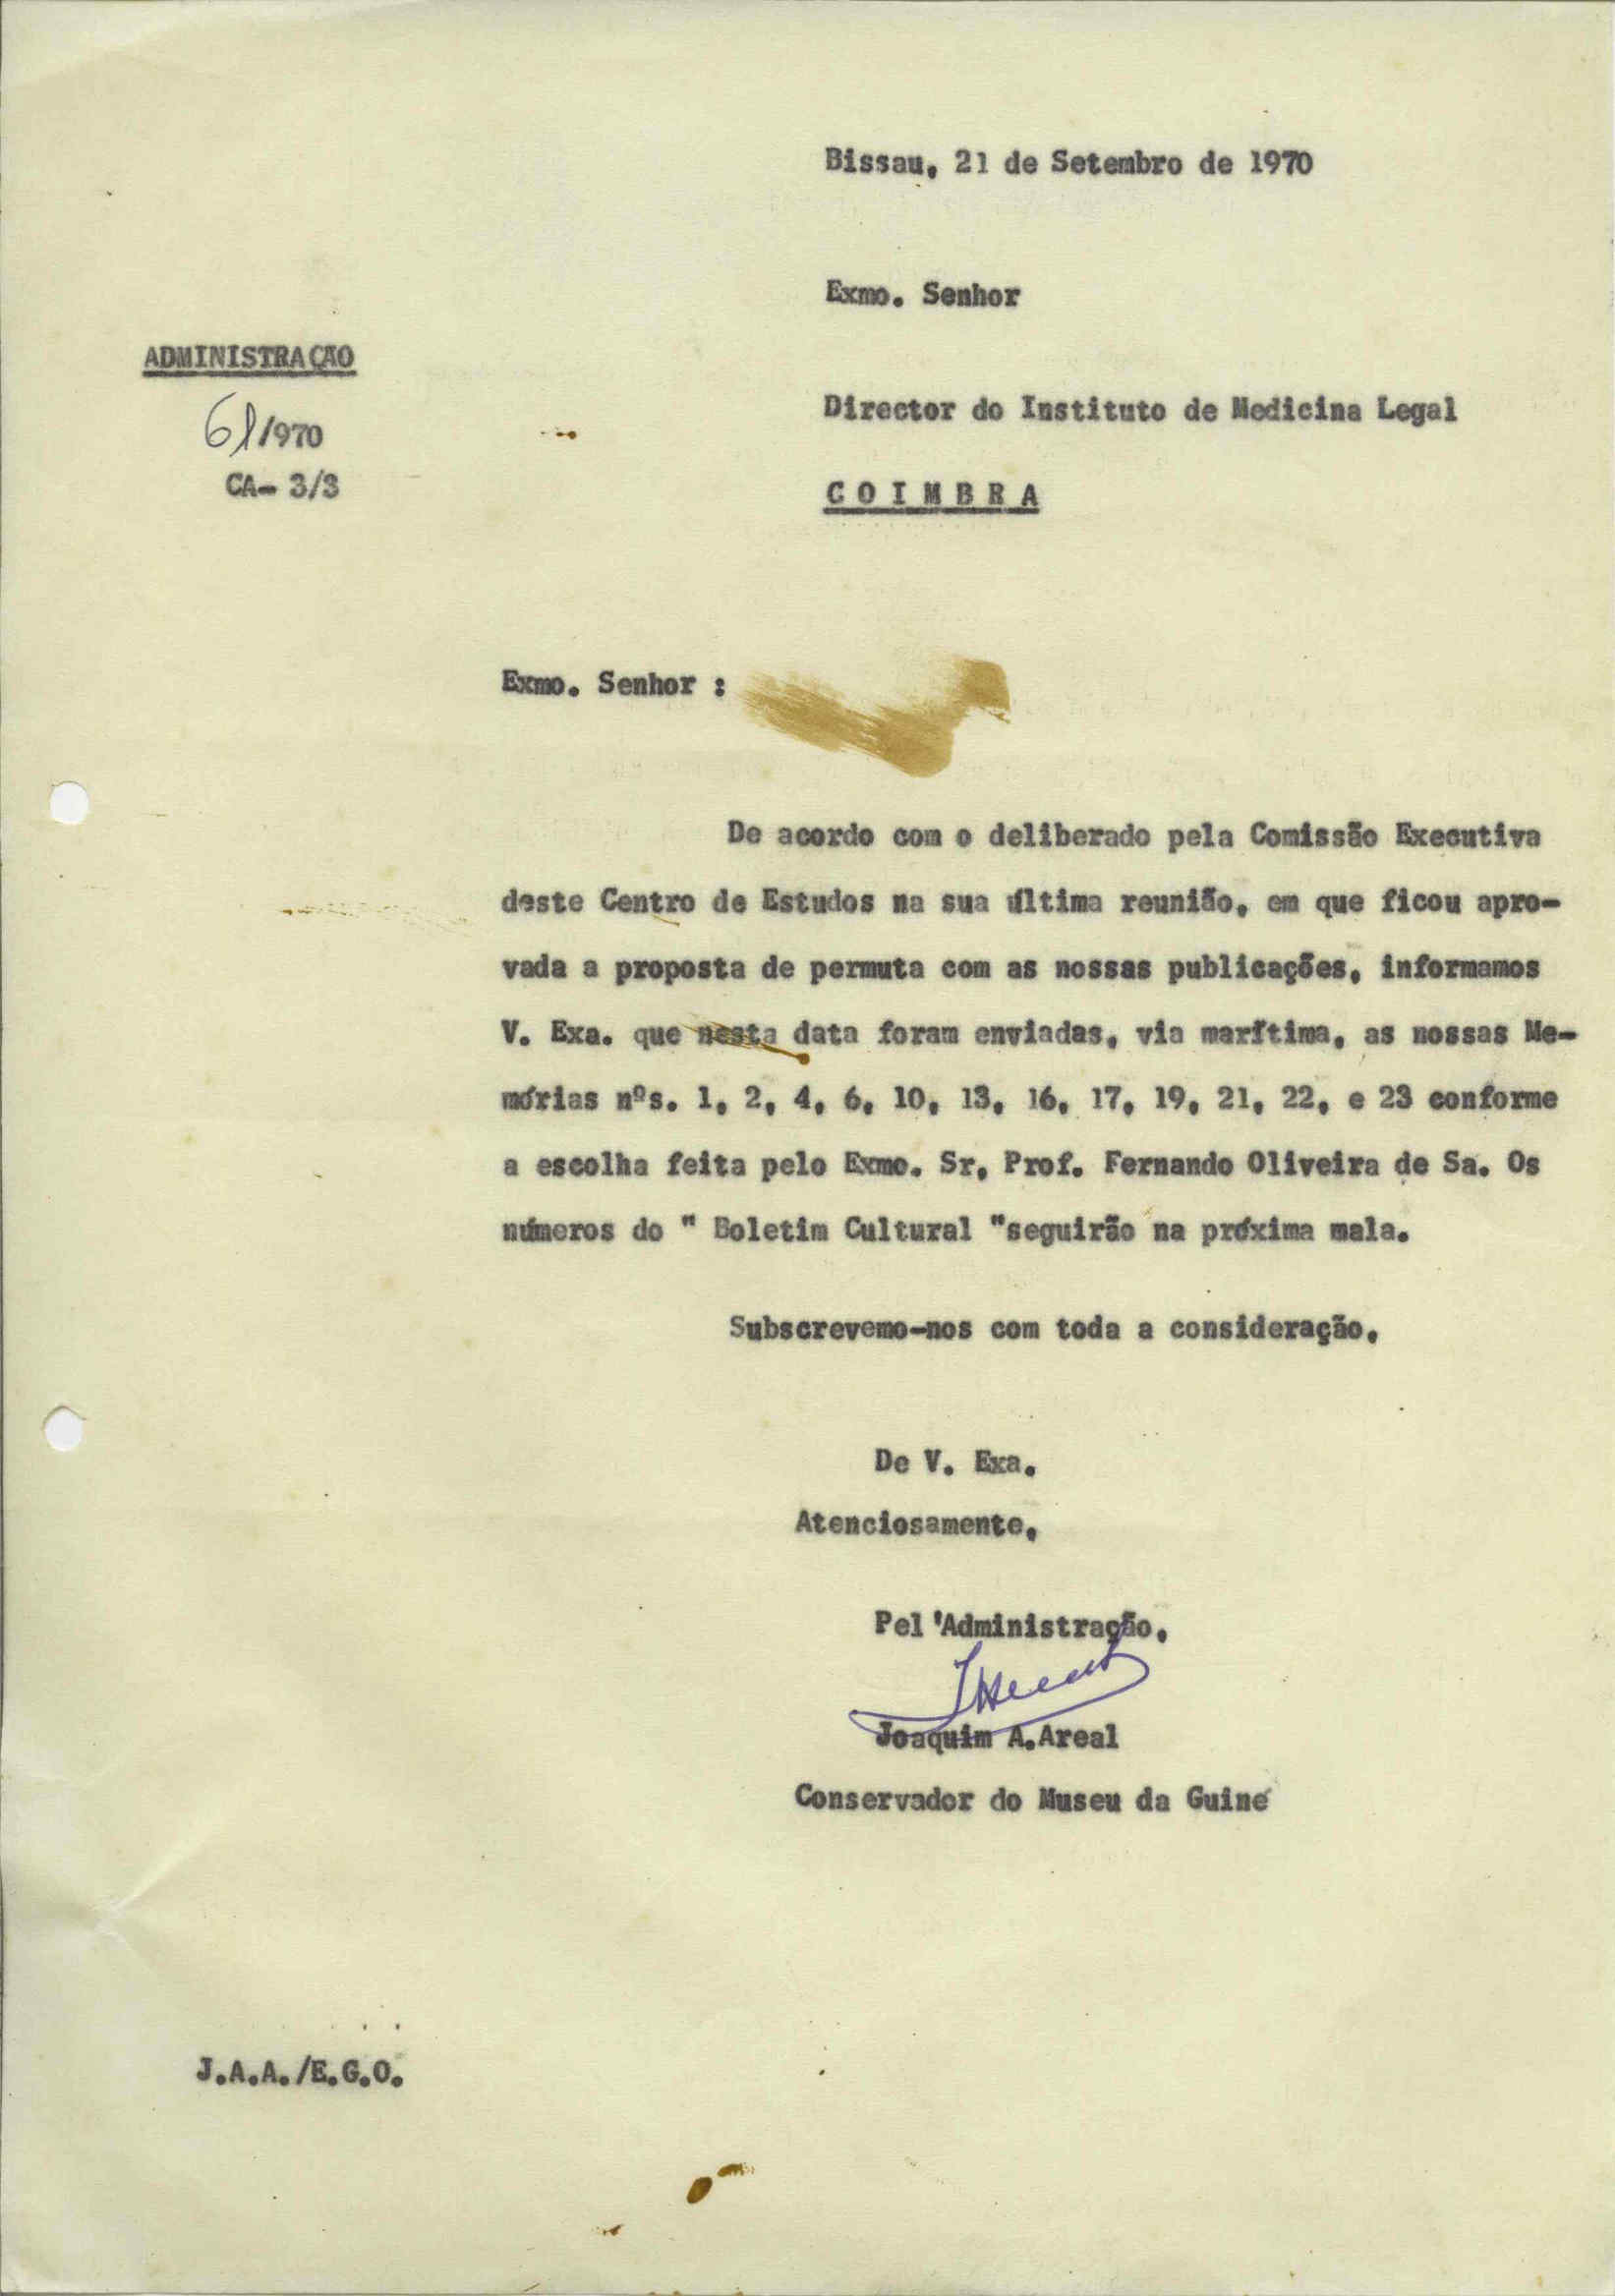 Bissau, 21 de Setembro de 1970
Exmo. Senhor
ADMINISTRAÇÃO
Director do Instituto de Medicina Legal
61/970
CA- 3/3
C O I M B R A
Exmo. Senhor :
De acordo com o deliberado pela Comissão Executiva
deste Centro de Estudos na sua última reunião, em que ficou apro-
vada a proposta de permuta com as nossas publicações, informamos
V. Exa. que nesta data foram enviadas, via marítima, as nossas Me-
mórias nºs. 1, 2, 4, 6, 10, 13, 16, 17, 19, 21, 22, e 23 conforme
a escolha feita pelo Exmo. Sr, Prof. Fernando Oliveira de Sa. Os
números do " Boletim Cultural "seguirão na próxima mala.
Subscrevemo-nos com toda a consideração,
De V. Exa.
Atenciosamente,
Pel'Administração,
Joaquim A.Areal
Conservador do Museu da Guiné
J.A.A./E.G.O.